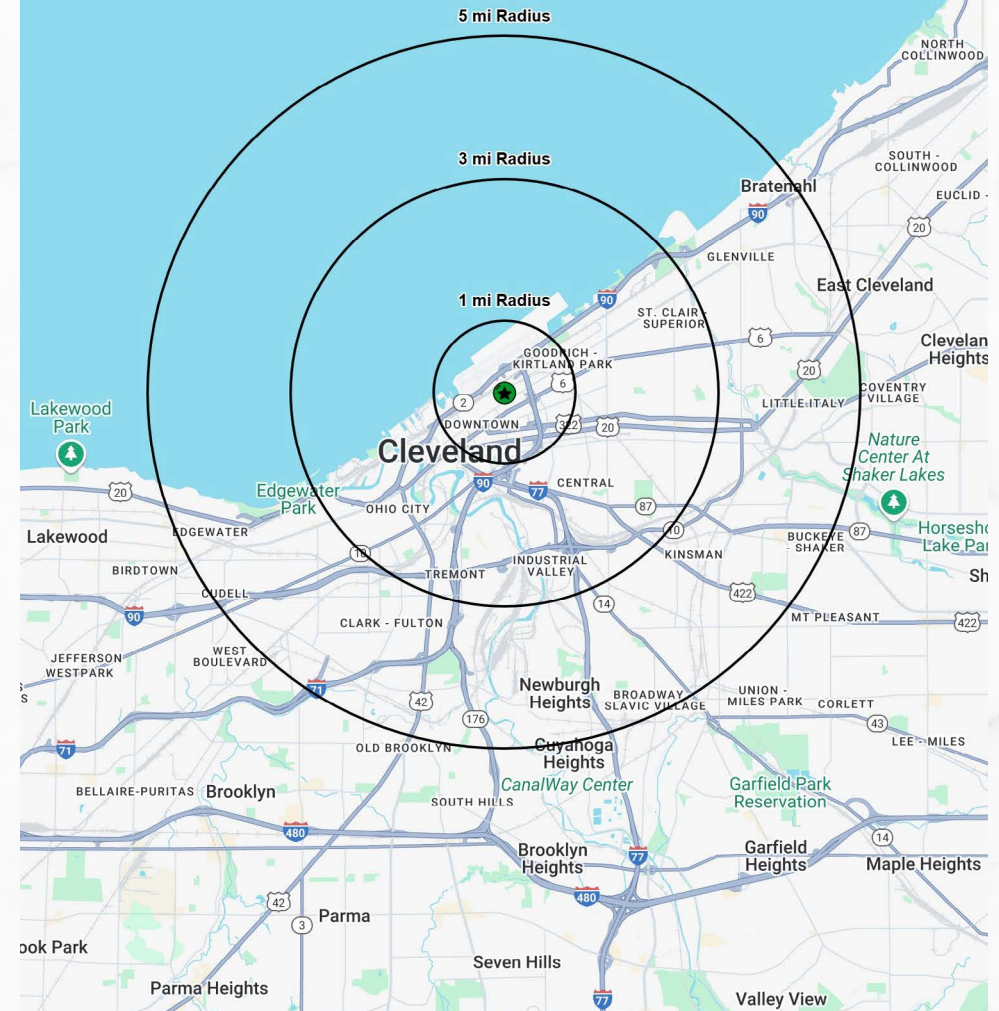 5 mi Radius
NORTH
COLLINWOOD
3 mi Radius
SOUTH -
COLLINWOOD
Bratenahl
EUCLID -
90
20
GLENVILLE
East Cleveland
1 mi Radius
90
ST. CLAIR -
SUPERIOR
6
Clevelan
Heights
GOODRICH -
KIRTLAND PARK
6
20
COVENTRY
VILLAGE
LITTLE ITALY
2
Lakewood
Park
DOWNTOWN
322
20
Cleveland
Nature
Center At
Shaker Lakes
90
77
CENTRAL
20
Edgewater
Park
OHIO CITY
87
10
87
Horsesho
Lake Par
EDGEWATER
Lakewood
BUCKEYE
- SHAKER
10
KINSMAN
BIRDTOWN
TREMONT
INDUSTRIAL
VALLEY
Sh
CUDELL
422
14
90
CLARK - FULTON
MT PLEASANT
422
JEFFERSON
WESTPARK
WEST
BOULEVARD
S
S
71
Newburgh
Heights
BROADWAY -
SLAVIC VILLAGE
UNION -
MILES PARK
CORLETT
42
176
43
71
OLD BROOKLYN
Cuyahoga
Heights
LEE - MILES
CanalWay Center
Garfield Park
Reservation
BELLAIRE-PURITAS
Brooklyn
SOUTH HILLS
480
14
Brooklyn
Heights
77
Garfield
Heights
Maple Heights
480
42
3
Parma
ook Park
Seven Hills
Parma Heights
77
Valley View